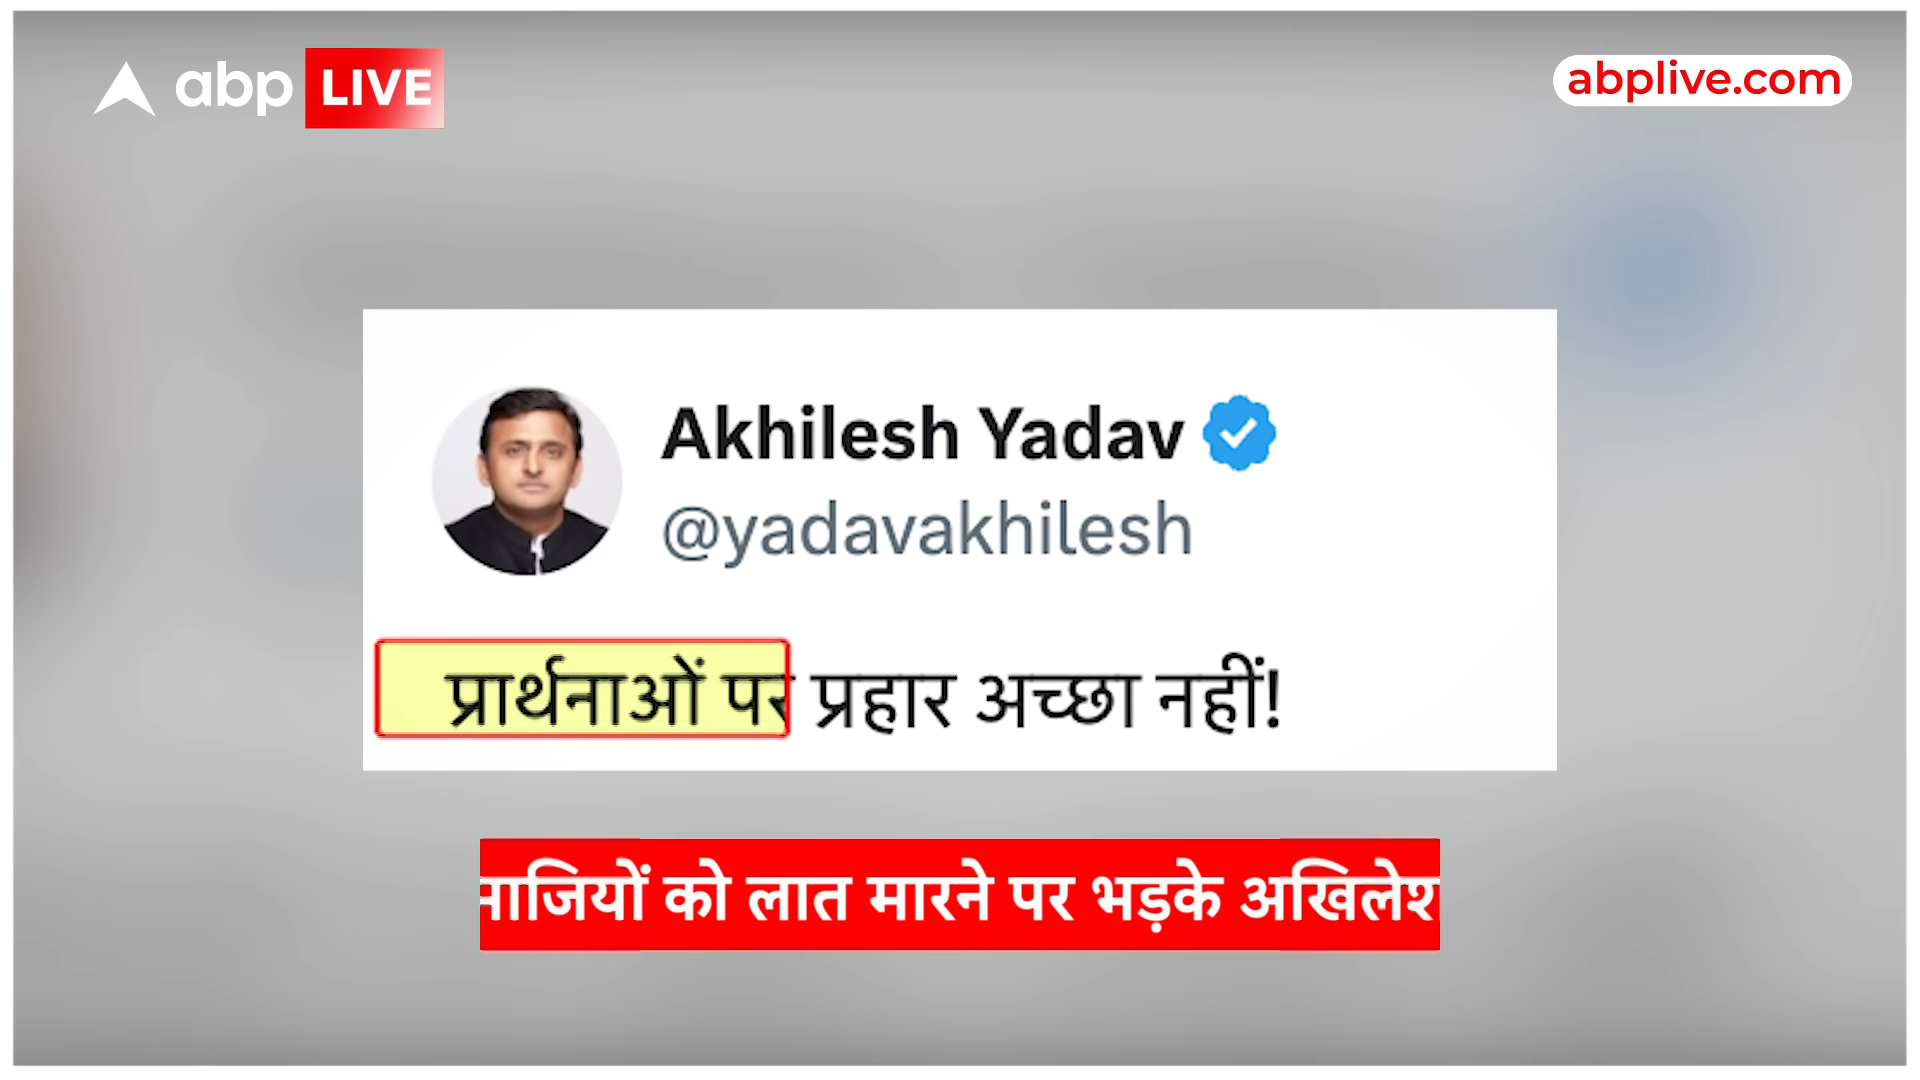 abp LIVE
abplive.com
Akhilesh Yadav
@yadavakhilesh
प्रार्थनाओं पर प्रहार अच्छा नहीं!
को लात मारने पर भड़के अखिलेश